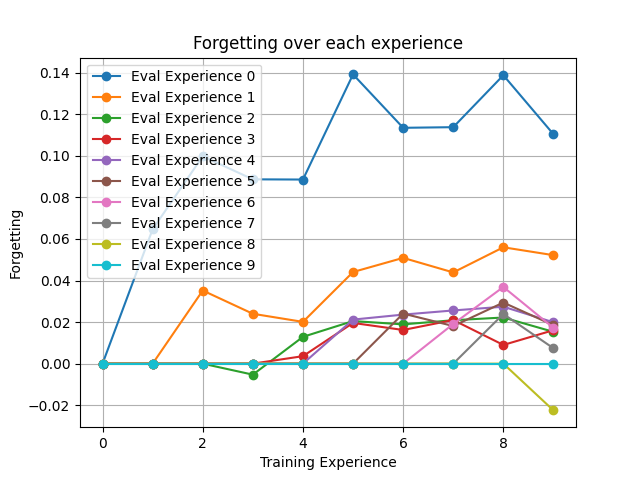 Forgetting over each experience
Forgetting
0.14
0.12
0.10
0.08
0.06
0.04
0.02
0.00
−0.02
Eval Experience 0
Eval Experience 1
Eval Experience 2
Eval Experience 3
Eval Experience 4
Eval Experience 5
Eval Experience 6
Eval Experience 7
Eval Experience 8
Eval Experience 9
0 2 4 6 8
Training Experience